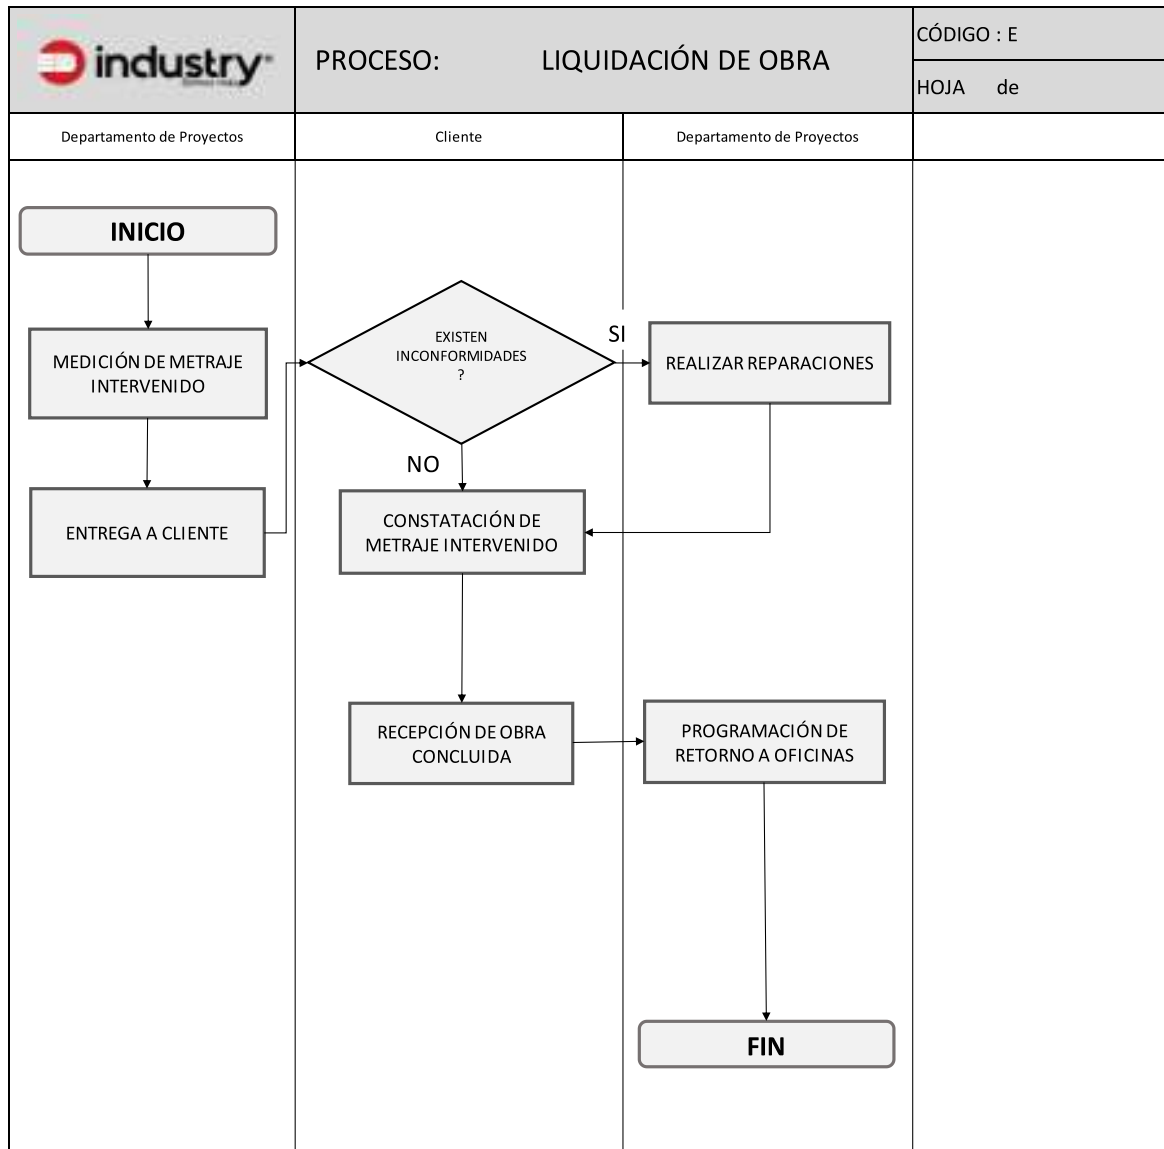 industry
PROCESO: LIQUIDACIÓN DE OBRA
CÓDIGO : E
HOJA de
Departamento de Proyectos
Cliente
Departamento de Proyectos
INICIO
MEDICIÓN DE METRAJE
INTERVENIDO
ENTREGA A CLIENTE
EXISTEN
INCONFORMIDADES
?
SI
REALIZAR REPARACIONES
NO
CONSTATACIÓN DE
METRAJE INTERVENIDO
RECEPCIÓN DE OBRA
CONCLUIDA
PROGRAMACIÓN DE
RETORNO A OFICINAS
FIN